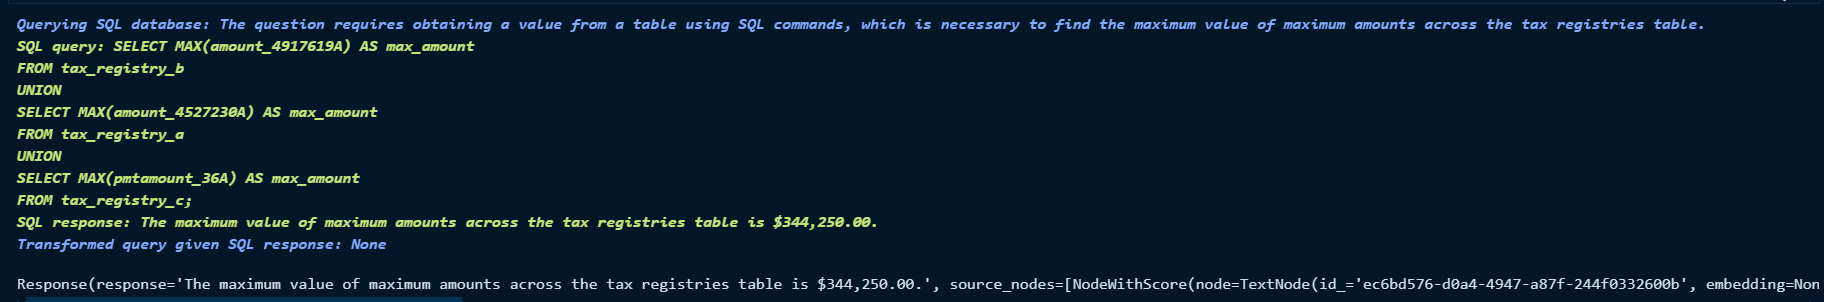 Querying SQL database: The question requires obtaining a value from a table using SQL commands, which is necessary to find the maximum value of maximum amounts across the tax registries table.
SQL query: SELECT MAX(amount_4917619A) AS max_amount
FROM tax_registry_b
UNION
SELECT MAX(amount_4527230A) AS max_amount
FROM tax_registry_a
UNION
SELECT MAX(pmtamount_36A) AS max_amount
FROM tax_registry_c;
SQL response: The maximum value of maximum amounts across the tax registries table is $344,250.00.
Transformed query given SQL response: None
Response(response='The maximum value of maximum amounts across the tax registries table is $344,250.00.', source_nodes=[NodeWithScore(node=TextNode(id_='ec6bd576-d0a4-4947-a87f-244f0332600b', embedding=Non